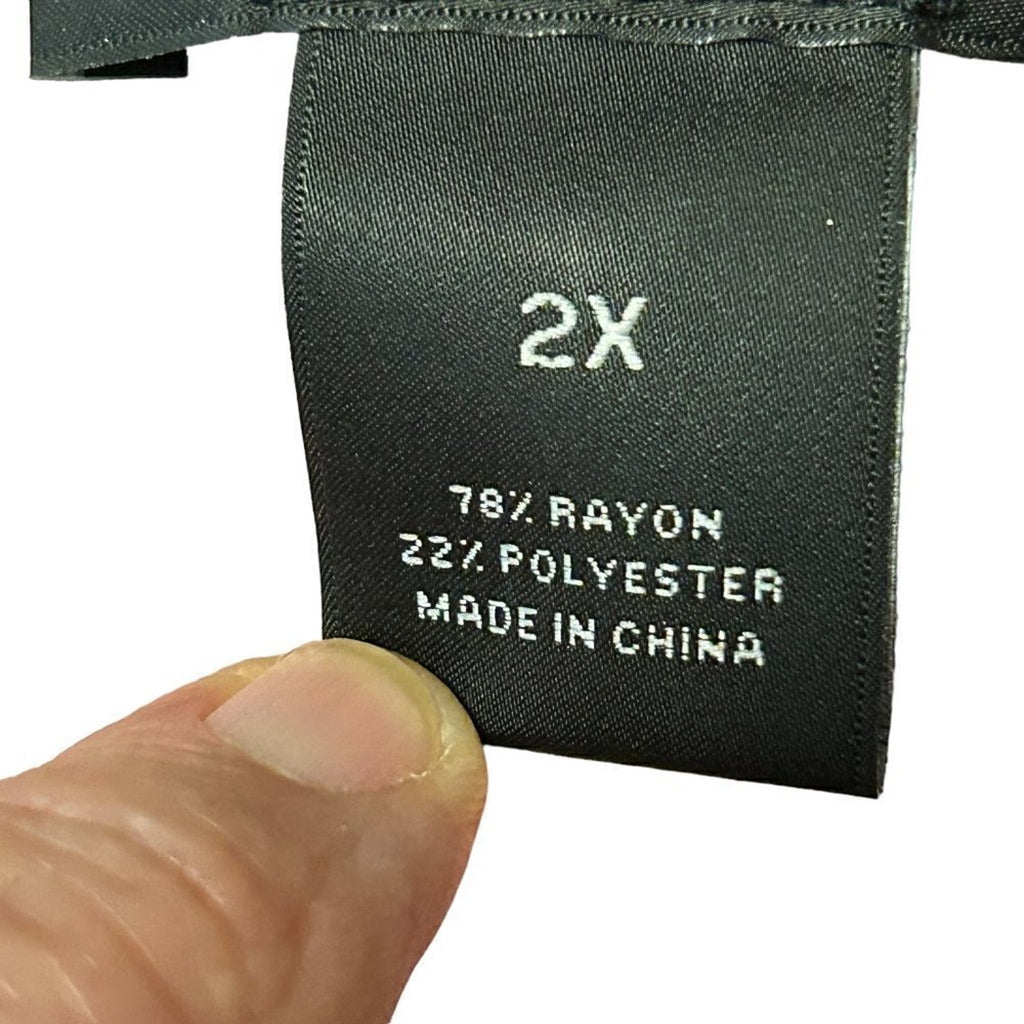 2X
78% RAYON
22% POLYESTER
MADE IN CHINA